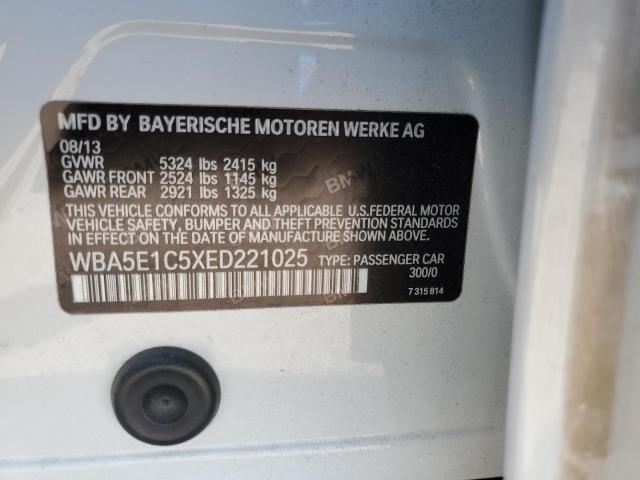 MFD BY BAYERISCHE MOTOREN WERKE AG
08/13
GVWR 5324 lbs 2415 kg
GAWR FRONT 2524 lbs 1145 kg
GAWR REAR 2921 lbs 1325 kg
THIS VEHICLE CONFORMS TO ALL APPLICABLE U.S.FEDERAL MOTOR
VEHICLE SAFETY, BUMPER AND THEFT PREVENTION STANDARDS
IN EFFECT ON THE DATE OF MANUFACTURE SHOWN ABOVE.
WBA5E1C5XED221025 TYPE: PASSENGER CAR
300/0
7 315 814